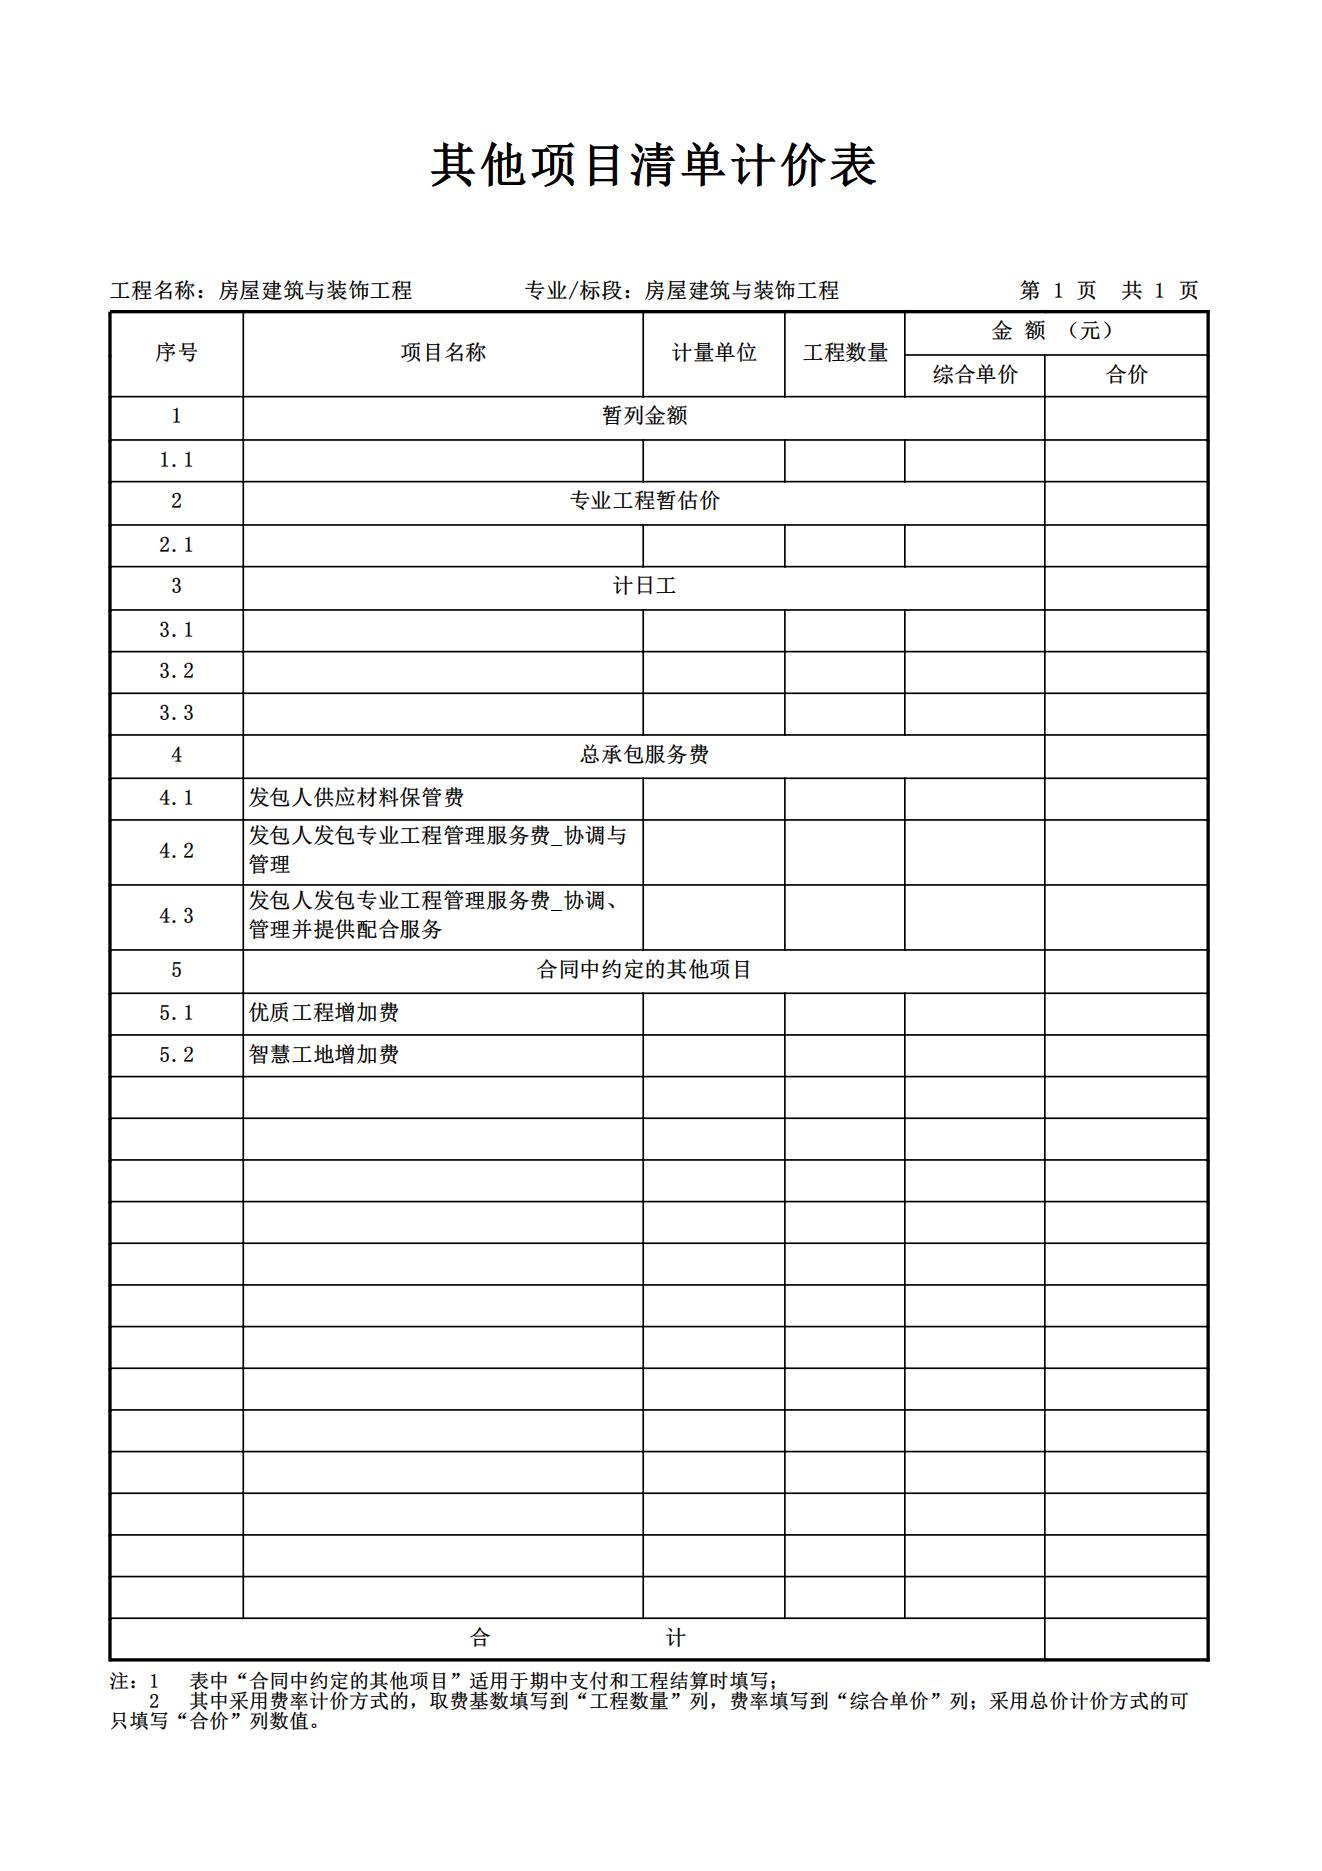 其他项目清单计价表
工程名称：房屋建筑与装饰工程 专业/标段：房屋建筑与装饰工程 第 1 页 共 1 页
序号 项目名称 计量单位 工程数量 金 额 （元）
综合单价 合价
1 暂列金额
1.1
2 专业工程暂估价
2.1
3 计日工
3.1
3.2
3.3
4 总承包服务费
4.1 发包人供应材料保管费
4.2 发包人发包专业工程管理服务费_协调与
管理
4.3 发包人发包专业工程管理服务费_协调、
管理并提供配合服务
5 合同中约定的其他项目
5.1 优质工程增加费
5.2 智慧工地增加费
合 计
注：1 表中“合同中约定的其他项目”适用于期中支付和工程结算时填写；
2 其中采用费率计价方式的，取费基数填写到“工程数量”列，费率填写到“综合单价”列；采用总价计价方式的可
只填写“合价”列数值。